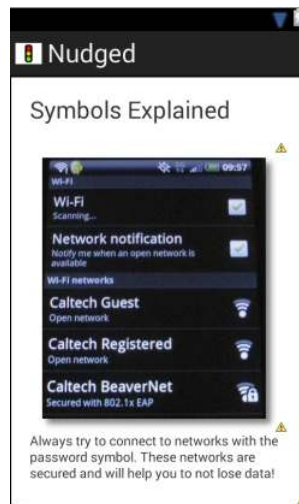 Nudged
Symbols Explained
09:57
Wi-Fi
Wi-Fi
Scanning...
Network notification
Notify me when an open network is
available
Wi-Fi networks
Caltech Guest
Open network
Caltech Registered
Open network
Caltech BeaverNet
Secured with 802.1x EAP
Always try to connect to networks with the
password symbol. These networks are
secured and will help you to not lose data!